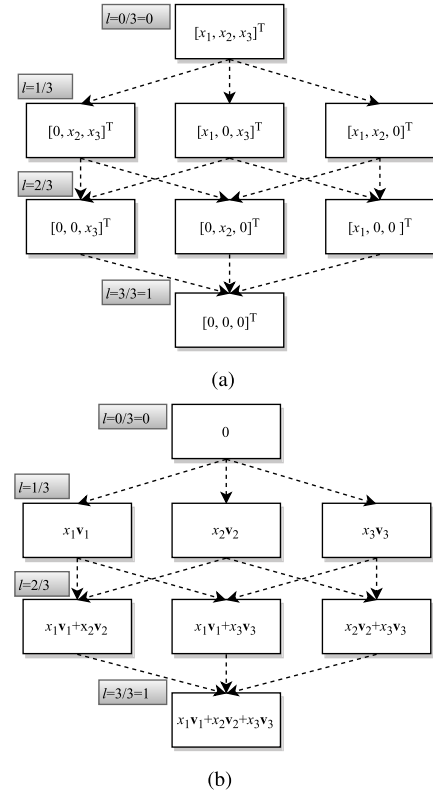 l=0/3=0
[x₁, x₂, x₃]ᵀ
l=1/3
[0, x₂, x₃]ᵀ [x₁, 0, x₃]ᵀ [x₁, x₂, 0]ᵀ
l=2/3
[0, 0, x₃]ᵀ [0, x₂, 0]ᵀ [x₁, 0, 0 ]ᵀ
l=3/3=1
[0, 0, 0]ᵀ
(a)
l=0/3=0
0
l=1/3
x₁v₁ x₂v₂ x₃v₃
l=2/3
x₁v₁+x₂v₂ x₁v₁+x₃v₃ x₂v₂+x₃v₃
l=3/3=1
x₁v₁+x₂v₂+x₃v₃
(b)